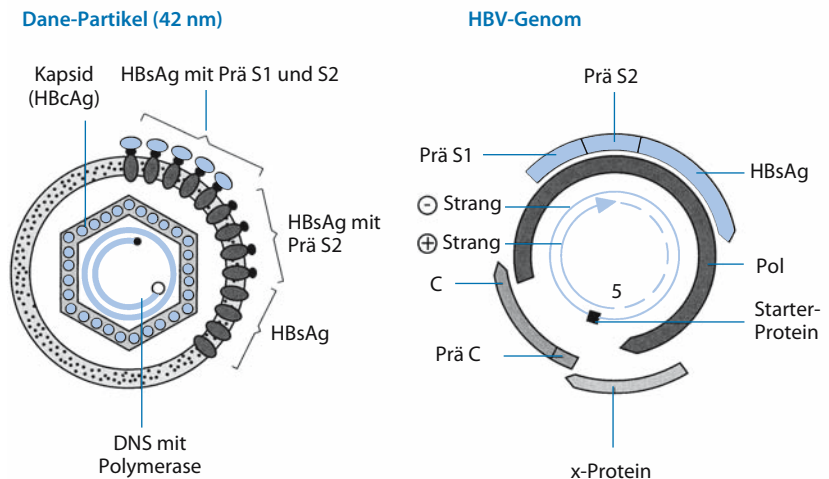 Dane-Partikel (42 nm)
Kapsid
(HBcAg)
HBsAg mit Prä S1 und S2
HBsAg mit
Prä S2
HBsAg
DNS mit
Polymerase
HBV-Genom
Prä S2
Prä S1
HBsAg
⊖ Strang
⊕ Strang
C
5
Pol
Starter-
Protein
Prä C
x-Protein